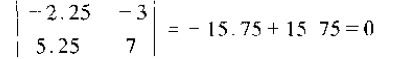 | -2.25 -3 |
| 5.25 7 | = - 15.75 + 15 75 = 0